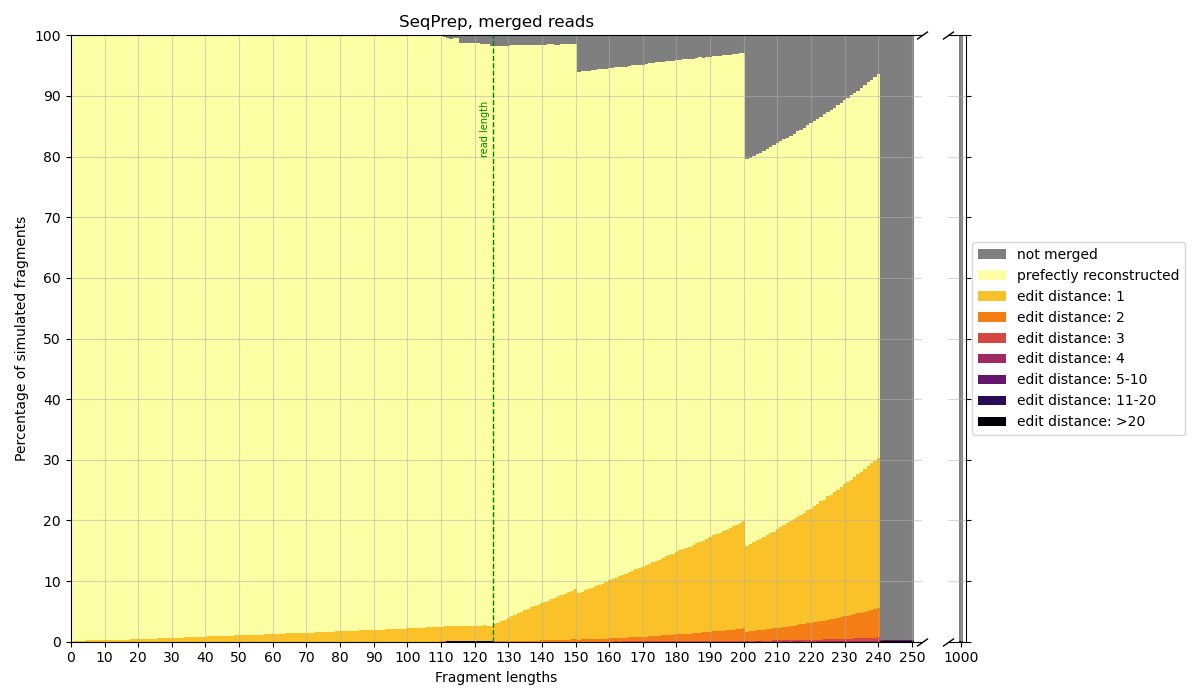 SeqPrep, merged reads
100
90
80
70
60
50
40
30
20
10
0
Percentage of simulated fragments
read length
0 10 20 30 40 50 60 70 80 90 100 110 120 130 140 150 160 170 180 190 200 210 220 230 240 250 1000
Fragment lengths
not merged
prefectly reconstructed
edit distance: 1
edit distance: 2
edit distance: 3
edit distance: 4
edit distance: 5-10
edit distance: 11-20
edit distance: >20